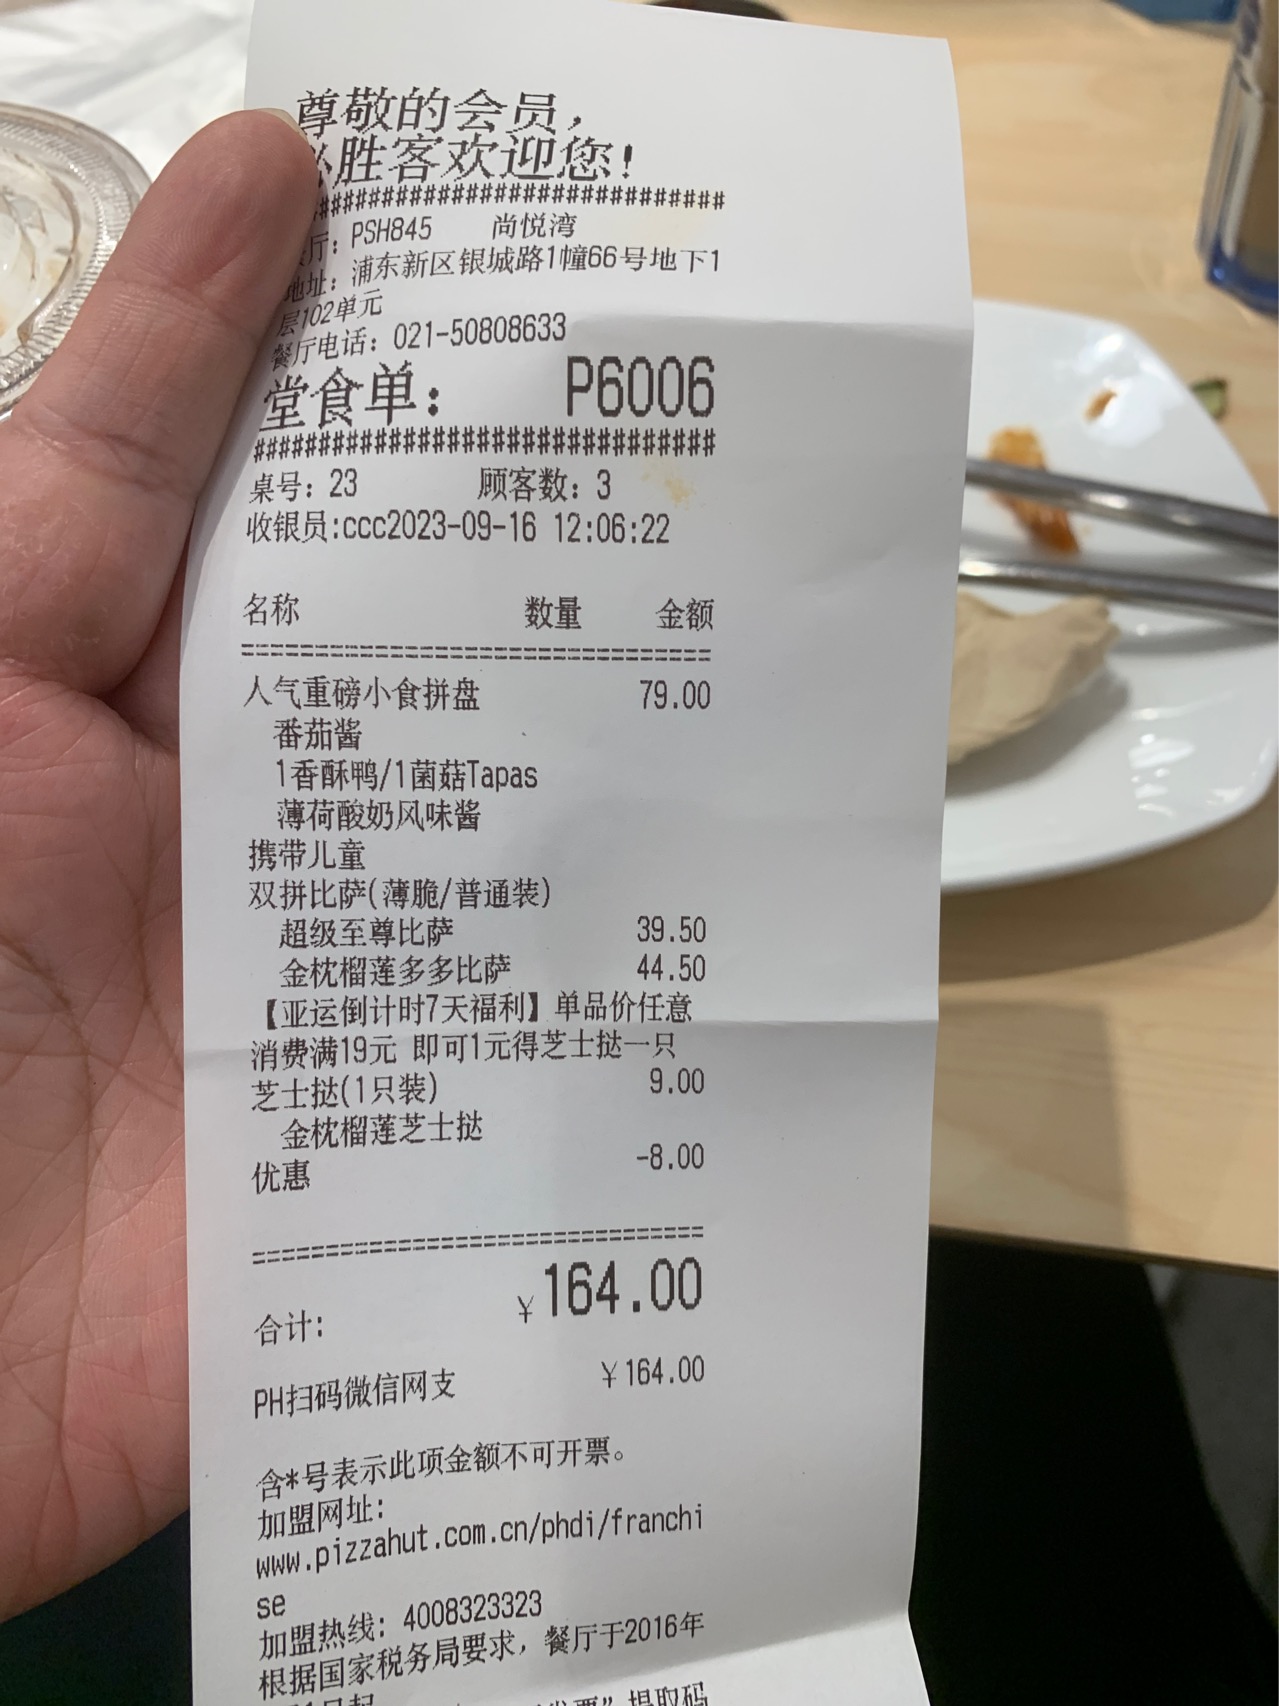 尊敬的会员，
必胜客欢迎您!
################################
餐厅: PSH845 尚悦湾
地址: 浦东新区银城路1幢66号地下1
层102单元
餐厅电话: 021-50808633
堂食单: P6006
################################
桌号: 23 顾客数: 3
收银员:ccc2023-09-16 12:06:22
名称 数量 金额
================================
人气重磅小食拼盘 79.00
番茄酱
1香酥鸭/1菌菇Tapas
薄荷酸奶风味酱
携带儿童
双拼比萨(薄脆/普通装)
超级至尊比萨 39.50
金枕榴莲多多比萨 44.50
【亚运倒计时7天福利】单品价任意
消费满19元 即可1元得芝士挞一只
芝士挞(1只装) 9.00
金枕榴莲芝士挞
优惠 -8.00
================================
合计: ¥164.00
PH扫码微信网支 ¥164.00
含*号表示此项金额不可开票。
加盟网址:
www.pizzahut.com.cn/phdi/franchi
se
加盟热线: 4008323323
根据国家税务局要求，餐厅于2016年
发票”提取码